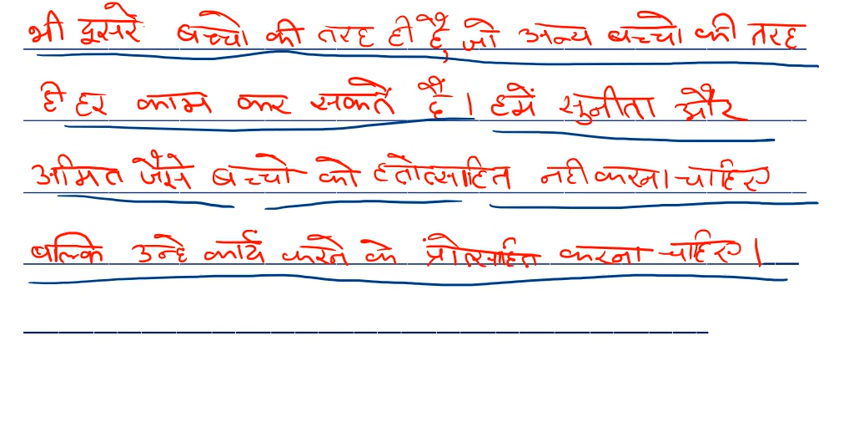 भी दूसरे बच्चो की तरह ही है, जो अन्य बच्चो की तरह
ही हर काम कर सकते है। हमें सुनीता और
अमित जैसे बच्चो को हतोत्साहित नही करना चाहिए
बल्कि उन्हे कार्य करने के प्रोत्साहित करना चाहिए।